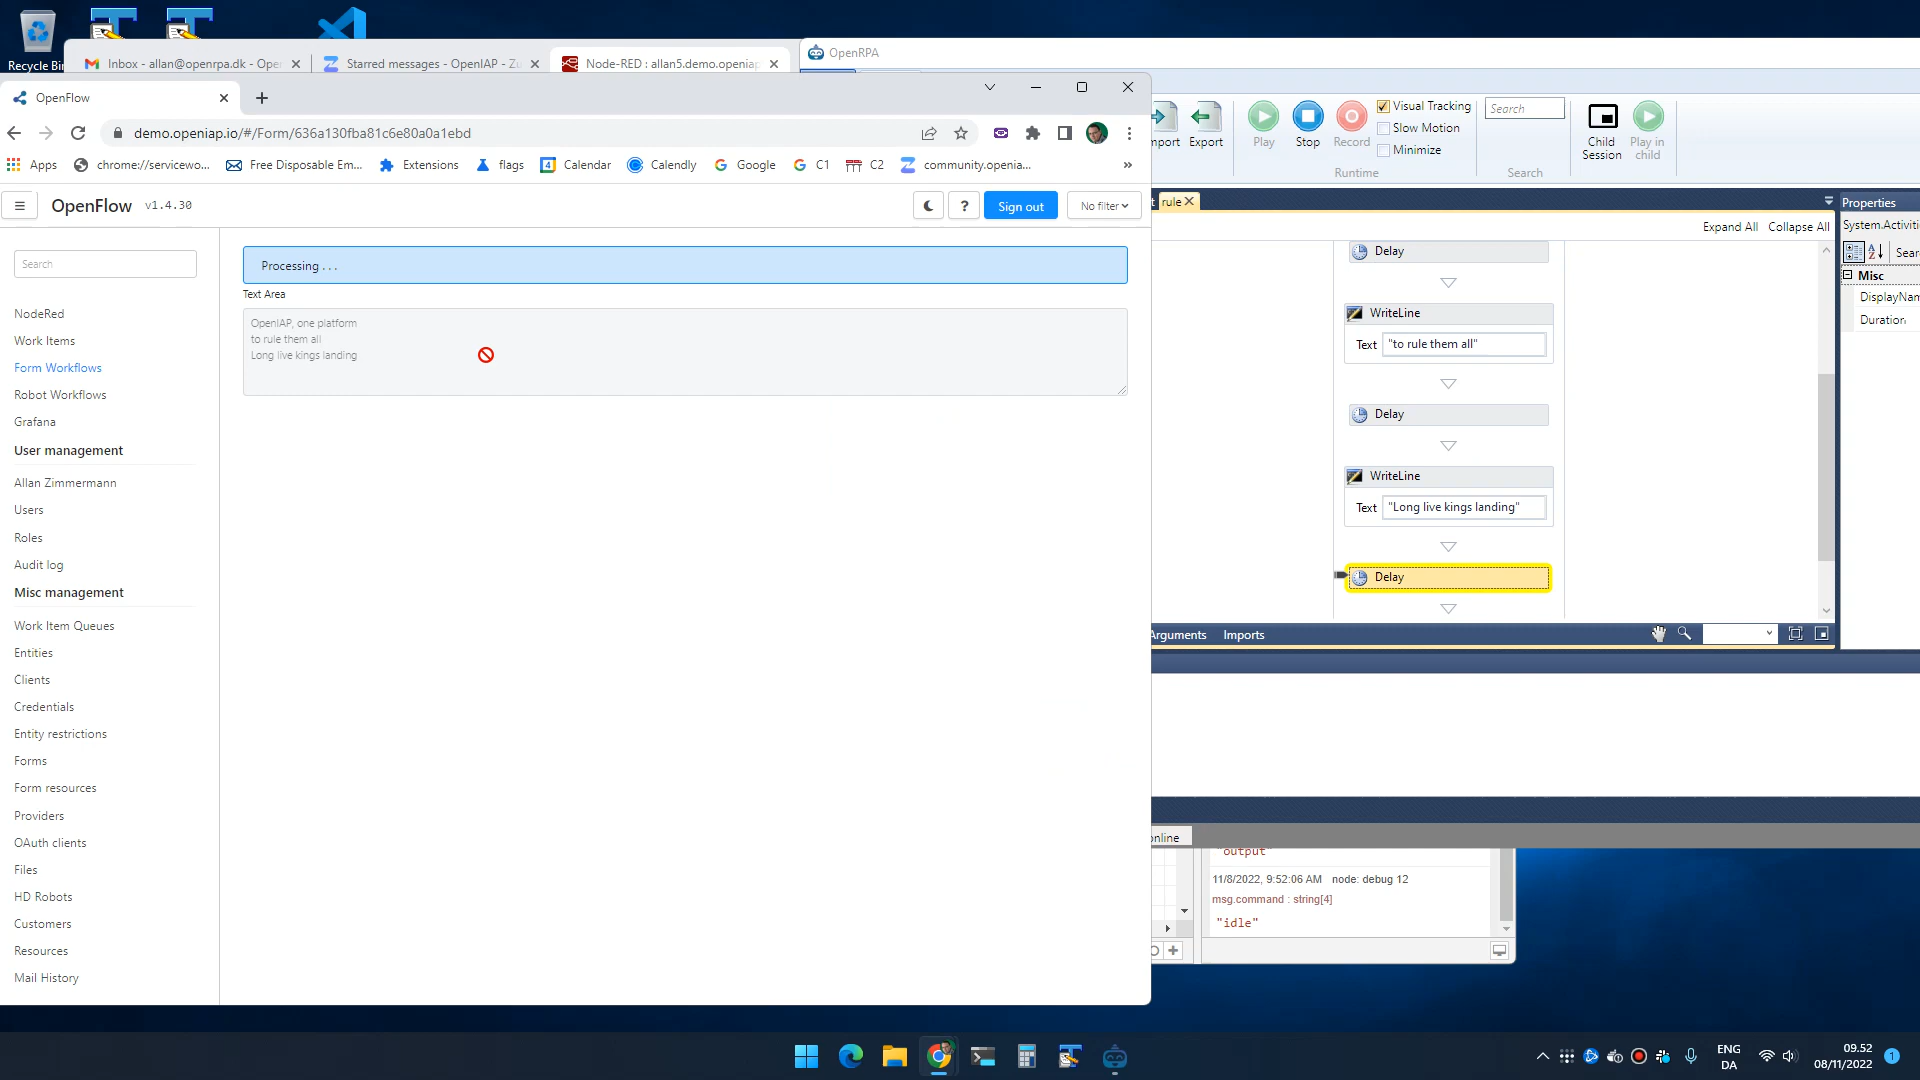 Recycle Bin
Inbox - allan@openrpa.dk - Ope
Starred messages - OpenIAP - Zu
Node-RED : allan5.demo.openiap
OpenRPA
OpenFlow
demo.openiap.io/#/Form/636a130fba81c6e80a0a1ebd
Apps
chrome://servicewo...
Free Disposable Em...
Extensions
flags
Calendar
Calendly
Google
C1
C2
community.openia...
»
OpenFlow
v1.4.30
?
Sign out
No filter
Search
NodeRed
Work Items
Form Workflows
Robot Workflows
Grafana
User management
Allan Zimmermann
Users
Roles
Audit log
Misc management
Work Item Queues
Entities
Clients
Credentials
Entity restrictions
Forms
Form resources
Providers
OAuth clients
Files
HD Robots
Customers
Resources
Mail History
Processing . . .
Text Area
OpenIAP, one platform
to rule them all
Long live kings landing
mport
Export
Play
Stop
Record
Visual Tracking
Slow Motion
Minimize
Runtime
Search
Search
Child Session
Play in child
t rule
Expand All
Collapse All
Delay
WriteLine
Text
"to rule them all"
Delay
WriteLine
Text
"Long live kings landing"
Delay
Arguments
Imports
Properties
System.Activiti
Sear
Misc
DisplayNam
Duration
online
"output"
11/8/2022, 9:52:06 AM node: debug 12
msg.command : string[4]
"idle"
ENG
DA
09.52
08/11/2022
1